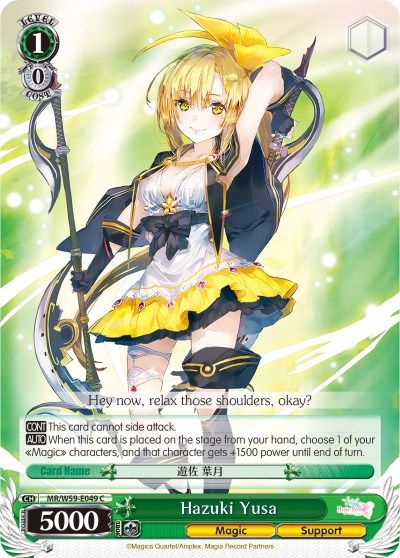 LEVEL
1
0
COST
Hey now, relax those shoulders, okay?
CONT This card cannot side attack.
AUTO When this card is placed on the stage from your hand, choose 1 of your
≪Magic≫ characters, and that character gets +1500 power until end of turn.
Card Name
遊佐 葉月
CH MR/W59-E049 C
POWER 5000 SOUL
Hazuki Yusa
Magic Support
©Magica Quartet/Aniplex, Magia Record Partners